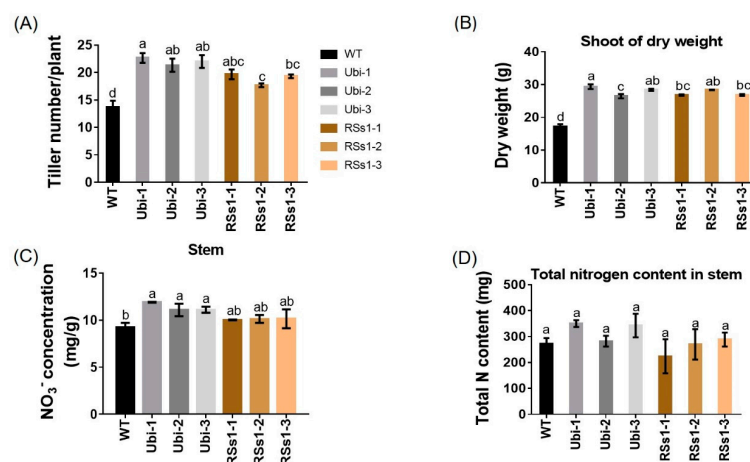 (A)
Tiller number/plant
25
20
15
10
5
0
d
a
ab
ab
abc
c
bc
WT
Ubi-1
Ubi-2
Ubi-3
RSs1-1
RSs1-2
RSs1-3
WT
Ubi-1
Ubi-2
Ubi-3
RSs1-1
RSs1-2
RSs1-3
(B)
Shoot of dry weight
Dry weight (g)
40
30
20
10
0
d
a
c
ab
bc
ab
bc
WT
Ubi-1
Ubi-2
Ubi-3
RSs1-1
RSs1-2
RSs1-3
(C)
Stem
NO₃⁻ concentration
(mg/g)
15
10
5
0
b
a
a
a
ab
ab
ab
WT
Ubi-1
Ubi-2
Ubi-3
RSs1-1
RSs1-2
RSs1-3
(D)
Total nitrogen content in stem
Total N content (mg)
500
400
300
200
100
0
a
a
a
a
a
a
a
WT
Ubi-1
Ubi-2
Ubi-3
RSs1-1
RSs1-2
RSs1-3